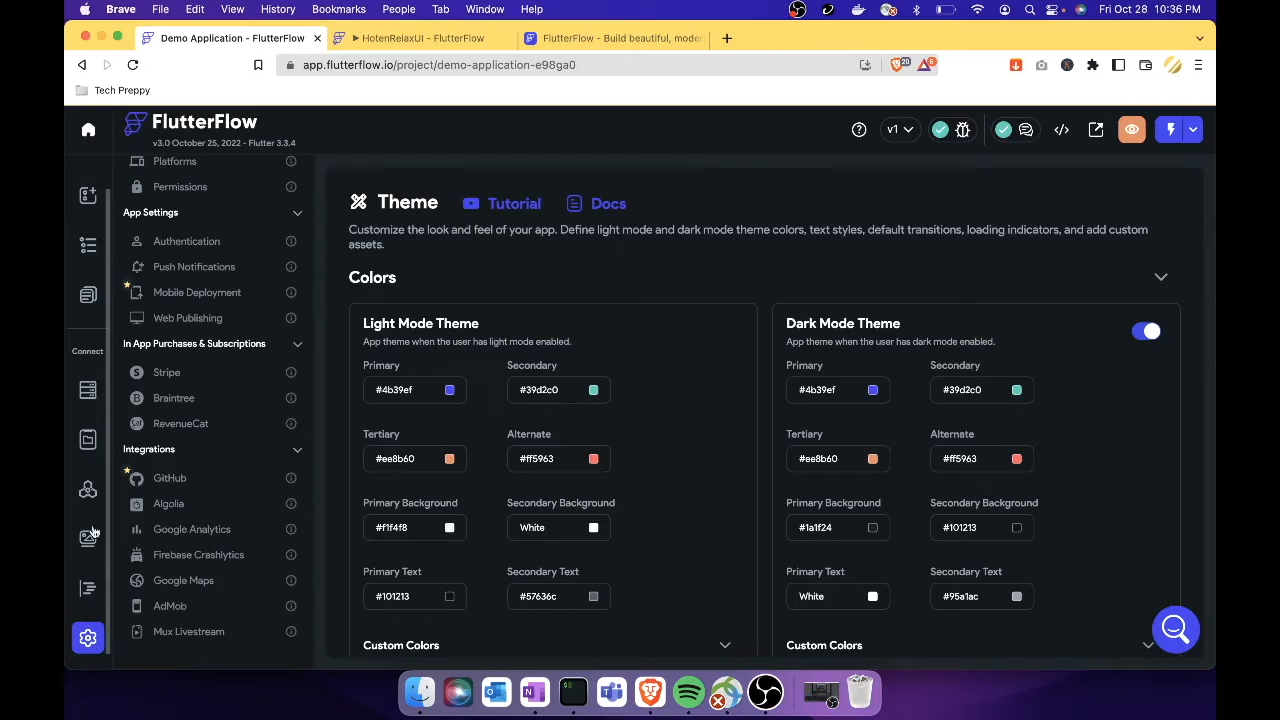 Brave File Edit View History Bookmarks People Tab Window Help Fri Oct 28 10:36 PM
Demo Application - FlutterFlow
HotenRelaxUI - FlutterFlow
FlutterFlow - Build beautiful, moder
app.flutterflow.io/project/demo-application-e98ga0
20
6
Tech Preppy
FlutterFlow
v3.0 October 25, 2022 - Flutter 3.3.4
v1
Connect
Platforms
Permissions
App Settings
Authentication
Push Notifications
Mobile Deployment
Web Publishing
In App Purchases & Subscriptions
Stripe
Braintree
RevenueCat
Integrations
GitHub
Algolia
Google Analytics
Firebase Crashlytics
Google Maps
AdMob
Mux Livestream
Theme Tutorial Docs
Customize the look and feel of your app. Define light mode and dark mode theme colors, text styles, default transitions, loading indicators, and add custom
assets.
Colors
Light Mode Theme
App theme when the user has light mode enabled.
Primary Secondary
#4b39ef #39d2c0
Tertiary Alternate
#ee8b60 #ff5963
Primary Background Secondary Background
#f1f4f8 White
Primary Text Secondary Text
#101213 #57636c
Custom Colors
Dark Mode Theme
App theme when the user has dark mode enabled.
Primary Secondary
#4b39ef #39d2c0
Tertiary Alternate
#ee8b60 #ff5963
Primary Background Secondary Background
#1a1f24 #101213
Primary Text Secondary Text
White #95a1ac
Custom Colors